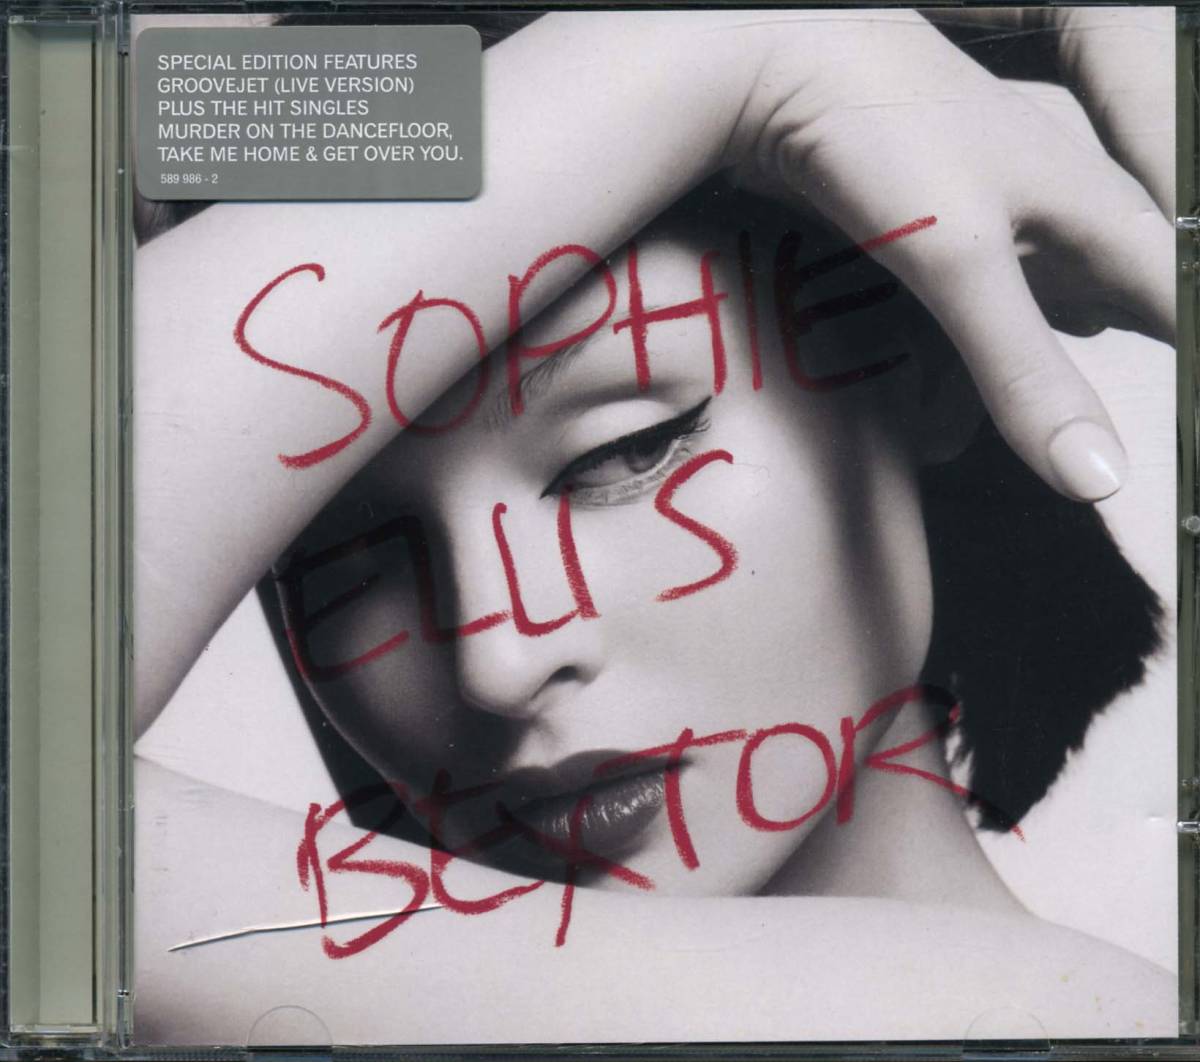 SPECIAL EDITION FEATURES
GROOVEJET (LIVE VERSION)
PLUS THE HIT SINGLES
MURDER ON THE DANCEFLOOR,
TAKE ME HOME & GET OVER YOU.
589 986 - 2
SOPHIE
ELLIS
BEXTOR